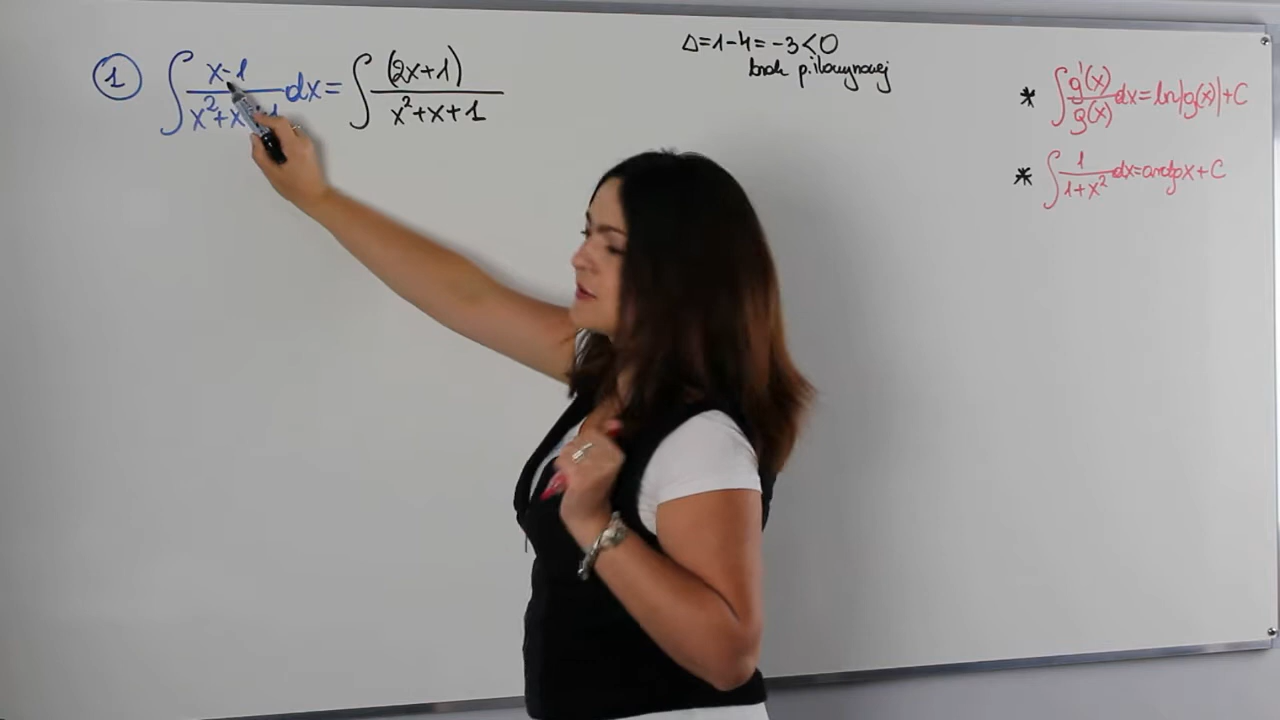 ① ∫ x-1 / x²+x+1 dx = ∫ (2x+1) / x²+x+1
Δ=1-4=-3<0
brak p.iloczynowej
* ∫ g'(x) / g(x) dx = ln|g(x)|+C
* ∫ 1 / 1+x² dx = arctgx+C